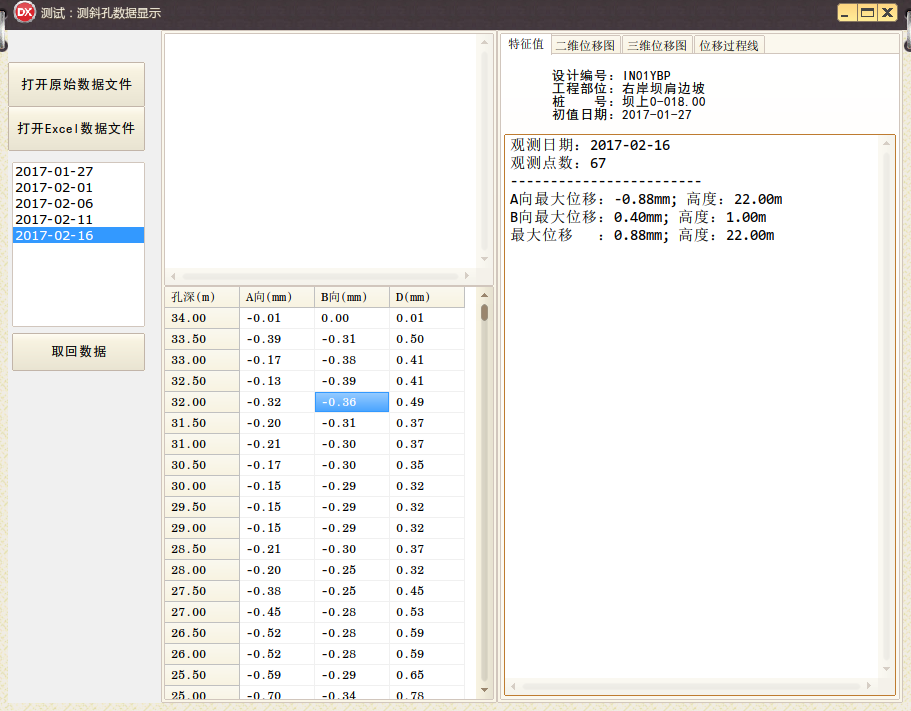 DX 测试：测斜孔数据显示
打开原始数据文件
打开Excel数据文件
2017-01-27
2017-02-01
2017-02-06
2017-02-11
2017-02-16
取回数据
孔深(m) A向(mm) B向(mm) D(mm)
34.00 -0.01 0.00 0.01
33.50 -0.39 -0.31 0.50
33.00 -0.17 -0.38 0.41
32.50 -0.13 -0.39 0.41
32.00 -0.32 -0.36 0.49
31.50 -0.20 -0.31 0.37
31.00 -0.21 -0.30 0.37
30.50 -0.17 -0.30 0.35
30.00 -0.15 -0.29 0.32
29.50 -0.15 -0.29 0.32
29.00 -0.15 -0.29 0.32
28.50 -0.21 -0.30 0.37
28.00 -0.20 -0.25 0.32
27.50 -0.38 -0.25 0.45
27.00 -0.45 -0.28 0.53
26.50 -0.52 -0.28 0.59
26.00 -0.52 -0.28 0.59
25.50 -0.59 -0.29 0.65
25.00 -0.70 -0.34 0.78
特征值 二维位移图 三维位移图 位移过程线
设计编号：IN01YBP
工程部位：右岸坝肩边坡
桩 号：坝上0-018.00
初值日期：2017-01-27
观测日期：2017-02-16
观测点数：67
------------------------
A向最大位移：-0.88mm; 高度：22.00m
B向最大位移：0.40mm; 高度：1.00m
最大位移 ：0.88mm; 高度：22.00m